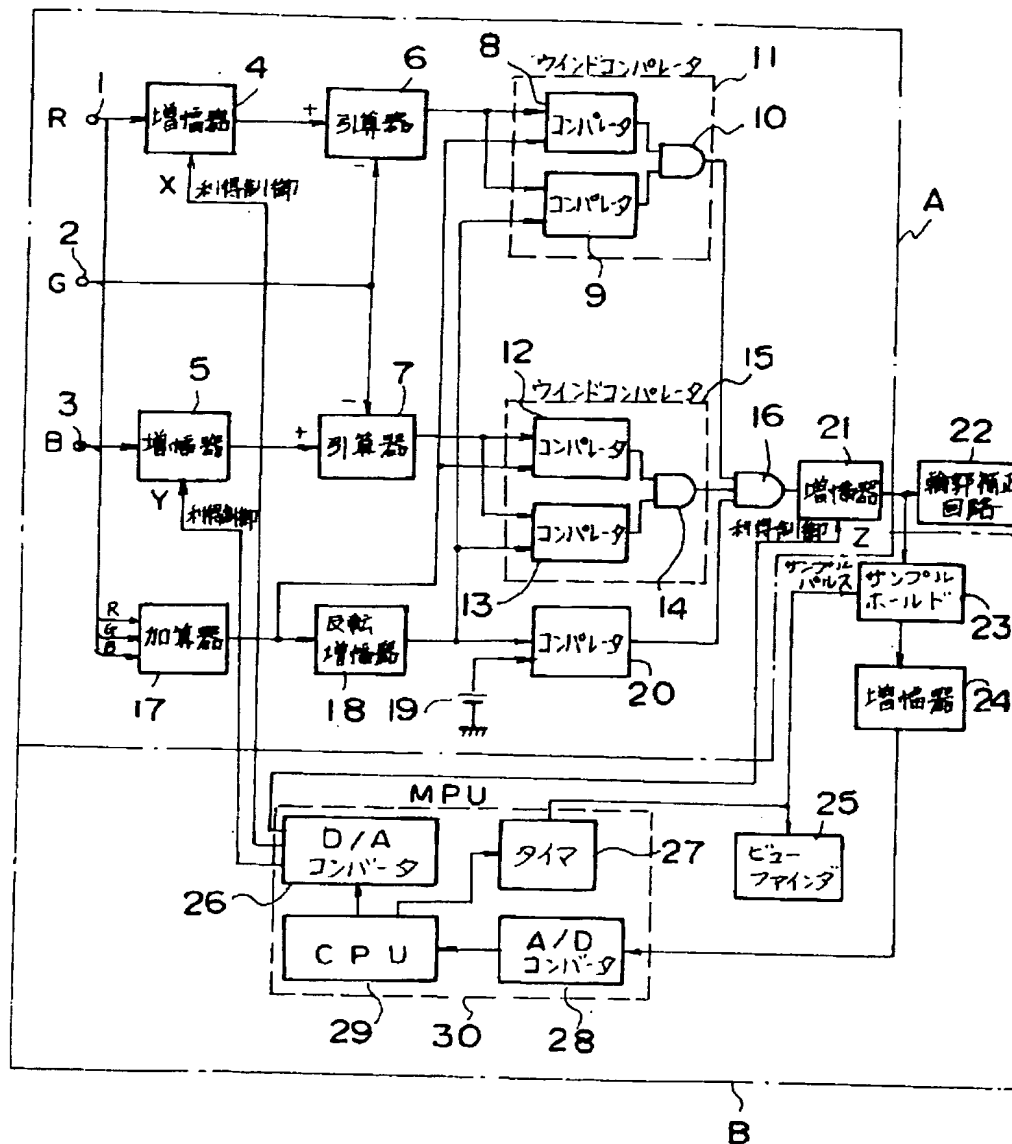 8
ウインドコンパレータ
11
1
4
6
10
R
増幅器
+
引算器
コンパレータ
-
X
利得制御
コンパレータ
A
2
G
9
12
ウインドコンパレータ
15
5
7
-
16
3
B
増幅器
+
引算器
コンパレータ
21
22
増幅器
輪郭補正
回路
Y
利得制御
利得制御
Z
コンパレータ
サンプル
パルス
サンプル
ホールド
13
14
23
R
G
B
加算器
反転
増幅器
コンパレータ
17
18
19
20
増幅器
24
MPU
D/A
コンバータ
タイマ
27
25
ビュー
ファインダ
26
CPU
A/D
コンバータ
29
30
28
B